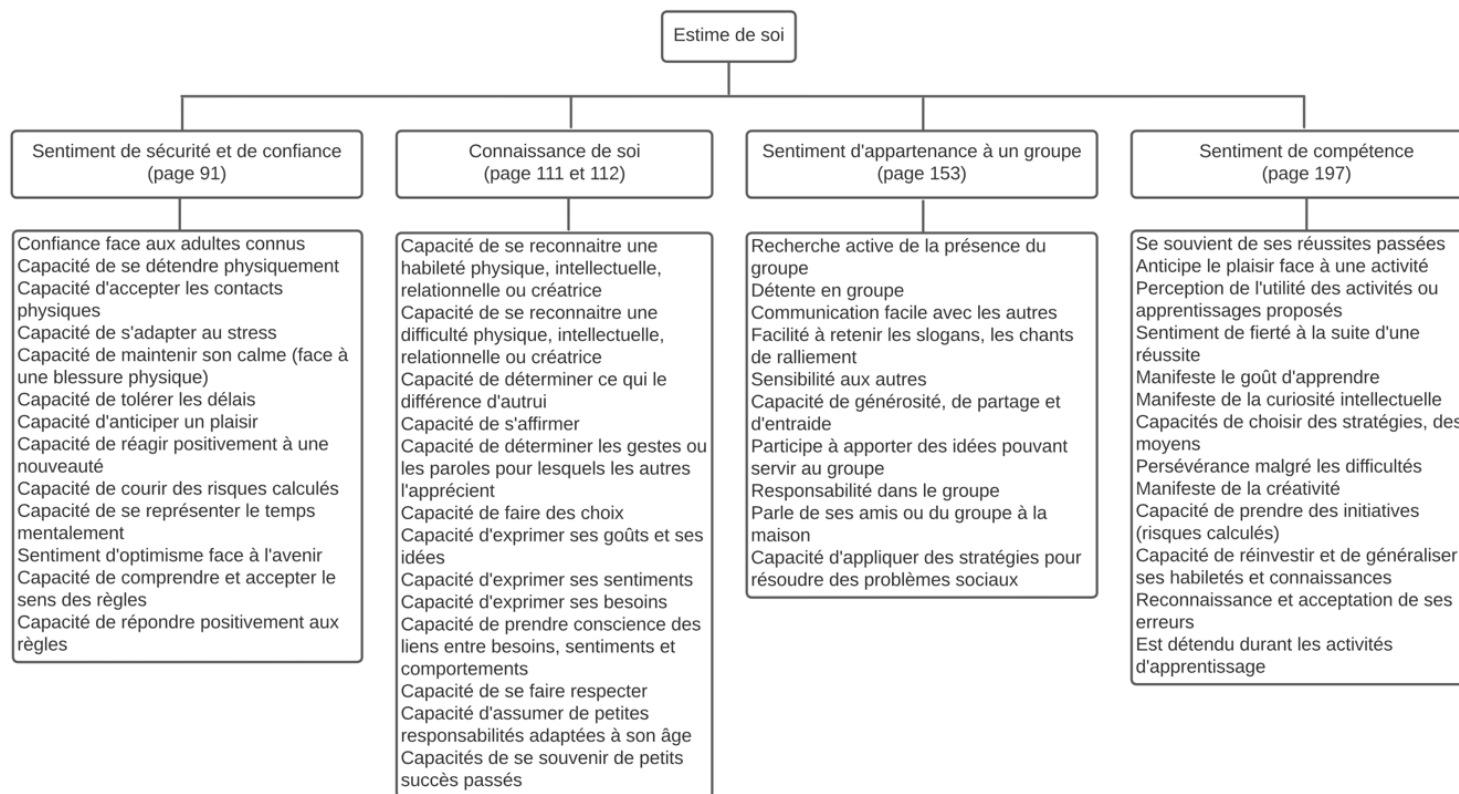 Estime de soi
Sentiment de sécurité et de confiance
(page 91)
Confiance face aux adultes connus
Capacité de se détendre physiquement
Capacité d'accepter les contacts
physiques
Capacité de s'adapter au stress
Capacité de maintenir son calme (face à
une blessure physique)
Capacité de tolérer les délais
Capacité d'anticiper un plaisir
Capacité de réagir positivement à une
nouveauté
Capacité de courir des risques calculés
Capacité de se représenter le temps
mentalement
Sentiment d'optimisme face à l'avenir
Capacité de comprendre et accepter le
sens des règles
Capacité de répondre positivement aux
règles
Connaissance de soi
(page 111 et 112)
Capacité de se reconnaitre une
habileté physique, intellectuelle,
relationnelle ou créatrice
Capacité de se reconnaitre une
difficulté physique, intellectuelle,
relationnelle ou créatrice
Capacité de déterminer ce qui le
différence d'autrui
Capacité de s'affirmer
Capacité de déterminer les gestes ou
les paroles pour lesquels les autres
l'apprécient
Capacité de faire des choix
Capacité d'exprimer ses goûts et ses
idées
Capacité d'exprimer ses sentiments
Capacité d'exprimer ses besoins
Capacité de prendre conscience des
liens entre besoins, sentiments et
comportements
Capacité de se faire respecter
Capacité d'assumer de petites
responsabilités adaptées à son âge
Capacités de se souvenir de petits
succès passés
Sentiment d'appartenance à un groupe
(page 153)
Recherche active de la présence du
groupe
Détente en groupe
Communication facile avec les autres
Facilité à retenir les slogans, les chants
de ralliement
Sensibilité aux autres
Capacité de générosité, de partage et
d'entraide
Participe à apporter des idées pouvant
servir au groupe
Responsabilité dans le groupe
Parle de ses amis ou du groupe à la
maison
Capacité d'appliquer des stratégies pour
résoudre des problèmes sociaux
Sentiment de compétence
(page 197)
Se souvient de ses réussites passées
Anticipe le plaisir face à une activité
Perception de l'utilité des activités ou
apprentissages proposés
Sentiment de fierté à la suite d'une
réussite
Manifeste le goût d'apprendre
Manifeste de la curiosité intellectuelle
Capacités de choisir des stratégies, des
moyens
Persévérance malgré les difficultés
Manifeste de la créativité
Capacité de prendre des initiatives
(risques calculés)
Capacité de réinvestir et de généraliser
ses habiletés et connaissances
Reconnaissance et acceptation de ses
erreurs
Est détendu durant les activités
d'apprentissage